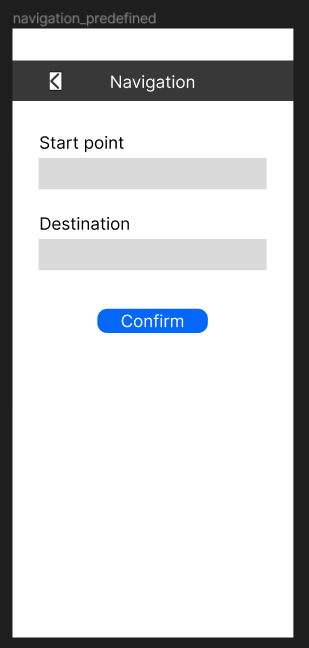 navigation_predefined
Navigation
Start point
Destination
Confirm